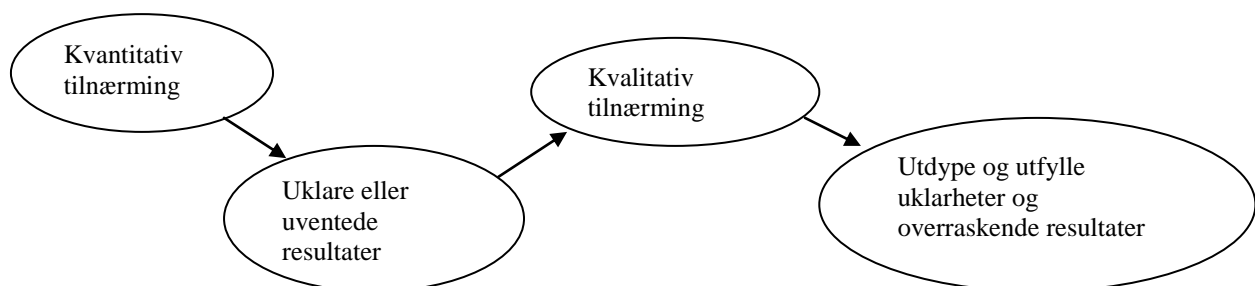 Kvantitativ
tilnærming
Uklare eller
uventede
resultater
Kvalitativ
tilnærming
Utdype og utfylle
uklarheter og
overraskende resultater